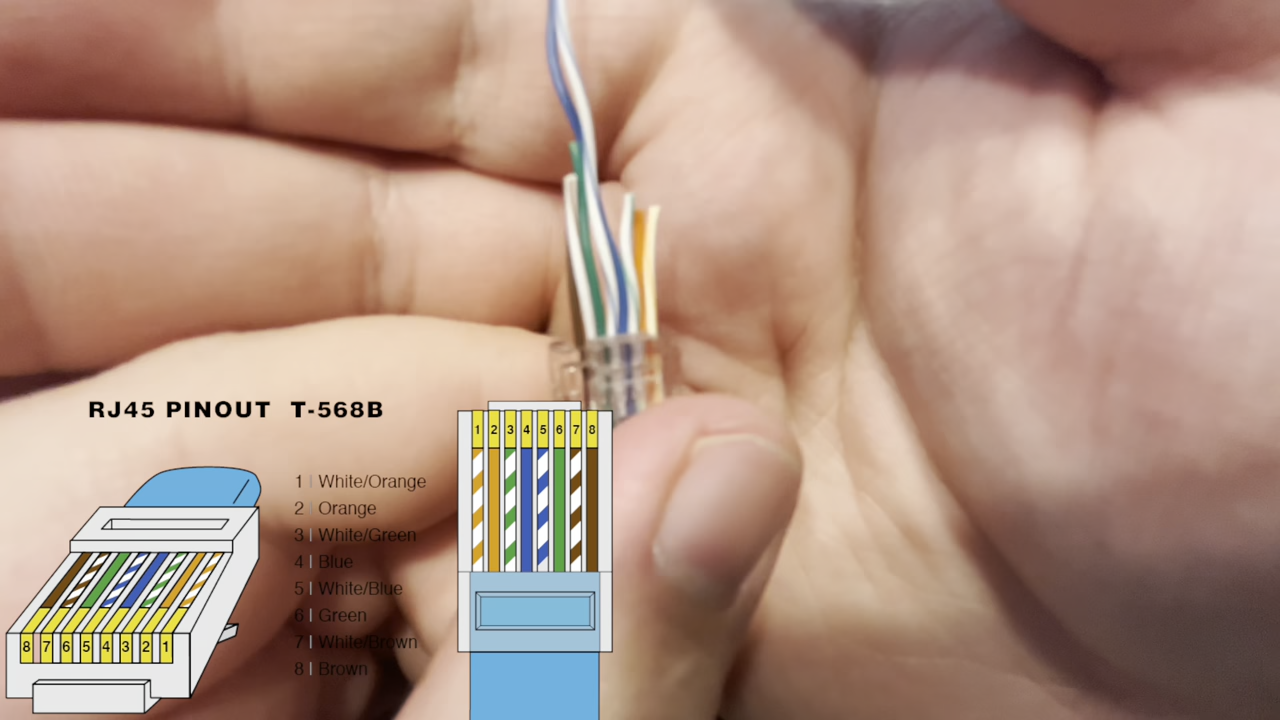 RJ45 PINOUT T-568B
1 | White/Orange
2 | Orange
3 | White/Green
4 | Blue
5 | White/Blue
6 | Green
7 | White/Brown
8 | Brown
1 2 3 4 5 6 7 8
8 7 6 5 4 3 2 1